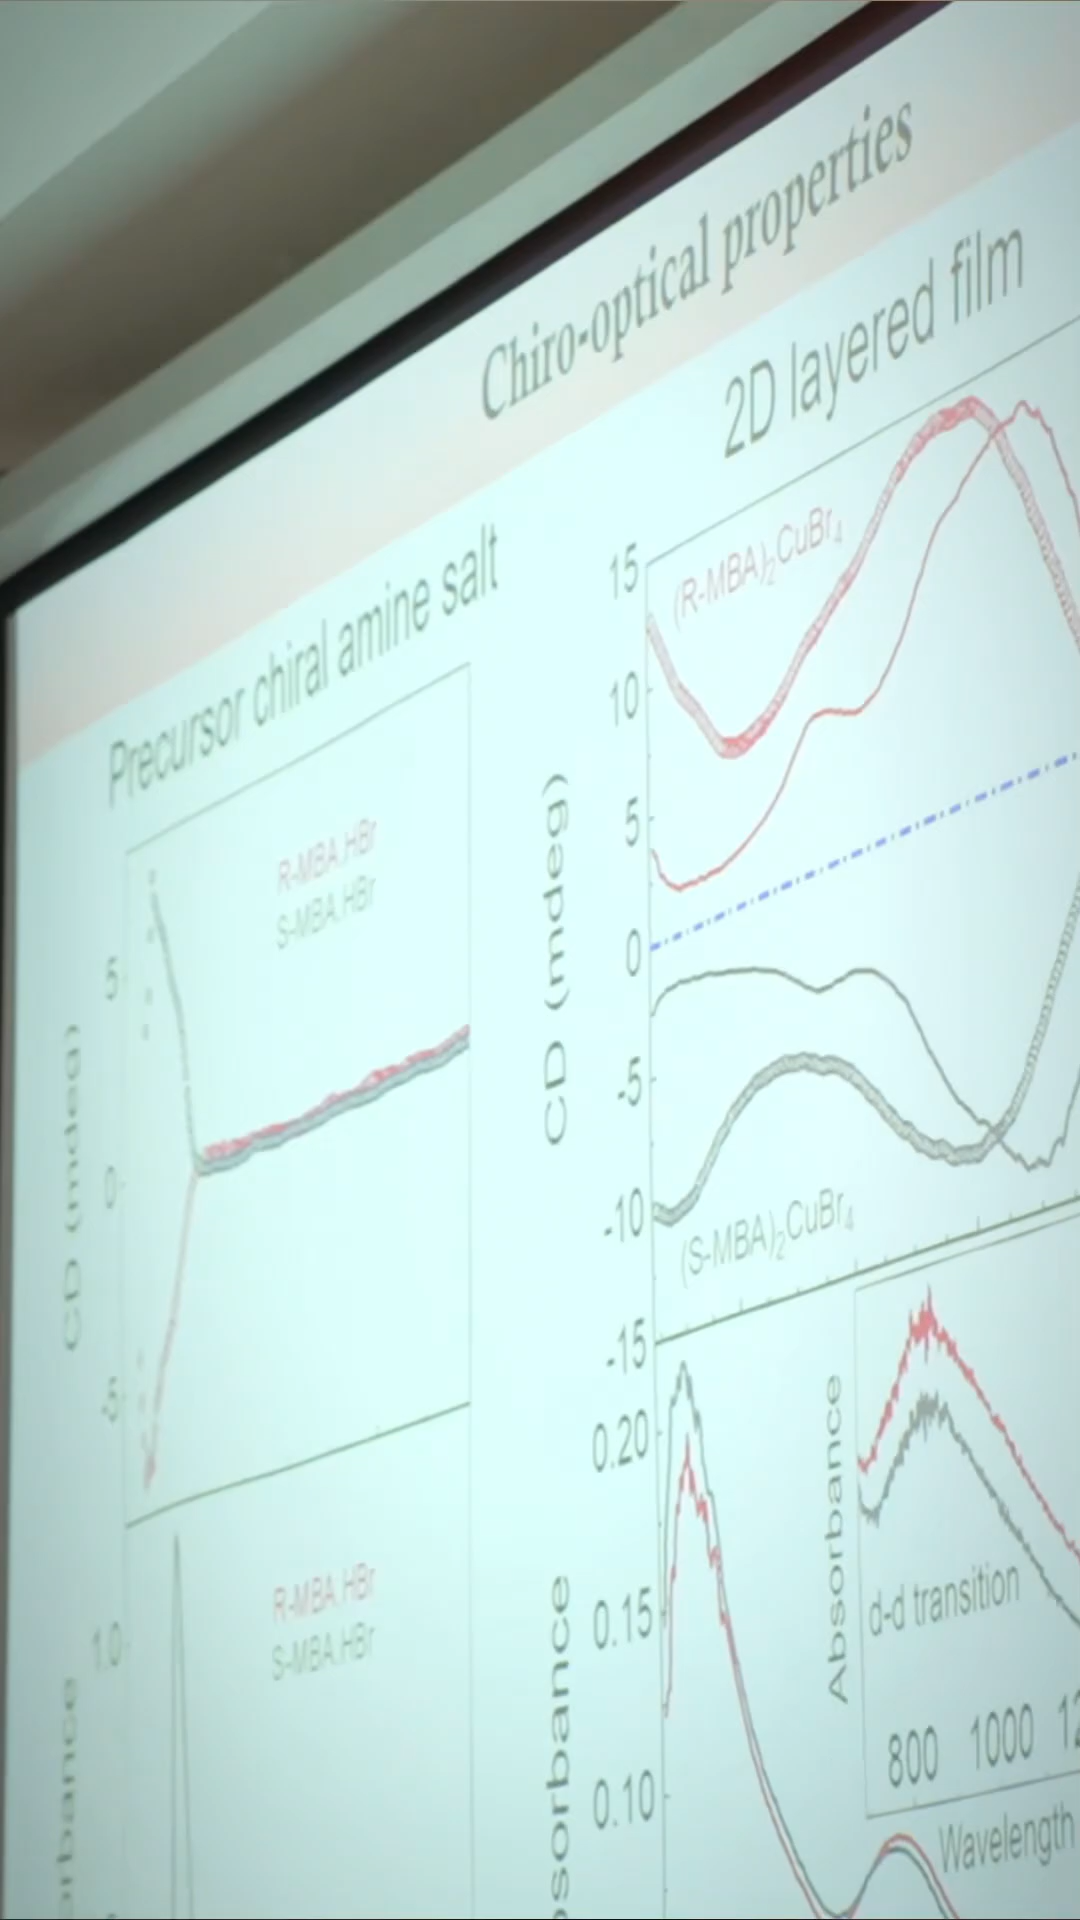 Chiro-optical properties
Precursor chiral amine salt
CD (mdeg)
5
0
-5
R-MBA.HBr
S-MBA.HBr
1.0
R-MBA.HBr
S-MBA.HBr
2D layered film
CD (mdeg)
15
10
5
0
-5
-10
-15
(R-MBA)₂CuBr₄
(S-MBA)₂CuBr₄
0.20
0.15
0.10
Absorbance
d-d transition
800 1000
Wavelength